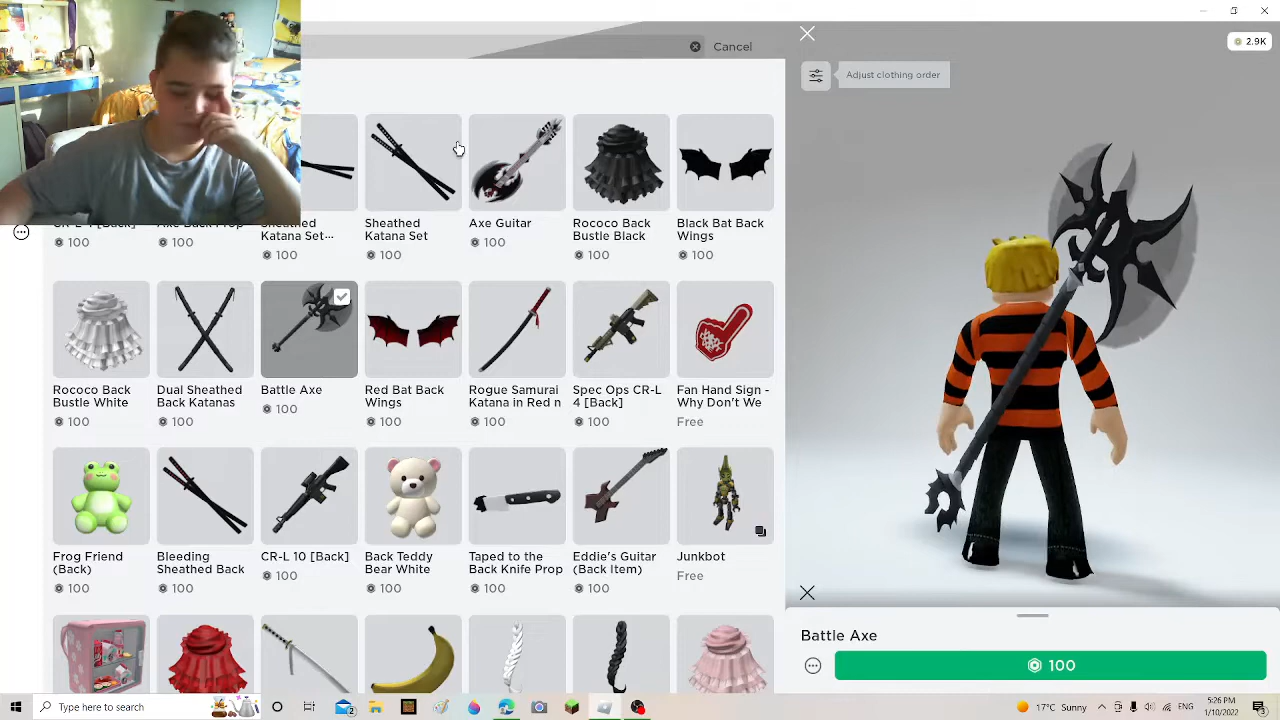 Cancel
2.9K
Adjust clothing order
100
100
Sheathed
Katana Set...
100
Sheathed
Katana Set
100
Axe Guitar
100
Rococo Back
Bustle Black
100
Black Bat Back
Wings
100
Rococo Back
Bustle White
100
Dual Sheathed
Back Katanas
100
Battle Axe
100
Red Bat Back
Wings
100
Rogue Samurai
Katana in Red n
100
Spec Ops CR-L
4 [Back]
100
Fan Hand Sign -
Why Don't We
Free
Frog Friend
(Back)
100
Bleeding
Sheathed Back
100
CR-L 10 [Back]
100
Back Teddy
Bear White
100
Taped to the
Back Knife Prop
100
Eddie's Guitar
(Back Item)
100
Junkbot
Free
Battle Axe
100
Type here to search
17°C Sunny
ENG
5:26 PM
1/10/2022